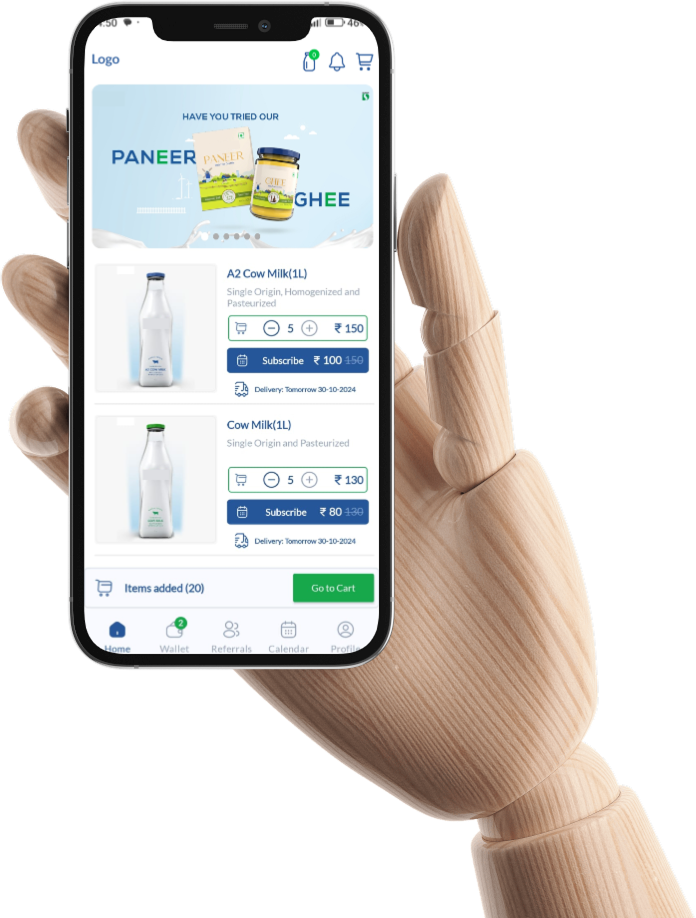 :50
46
Logo
0
HAVE YOU TRIED OUR
PANEER
PANEER
GHEE
GHEE
A2 Cow Milk(1L)
Single Origin, Homogenized and
Pasteurized
5 ₹ 150
Subscribe ₹ 100 150
Delivery: Tomorrow 30-10-2024
Cow Milk(1L)
Single Origin and Pasteurized
5 ₹ 130
Subscribe ₹ 80 130
Delivery: Tomorrow 30-10-2024
Items added (20)
Go to Cart
2
Home Wallet Referrals Calendar Profile